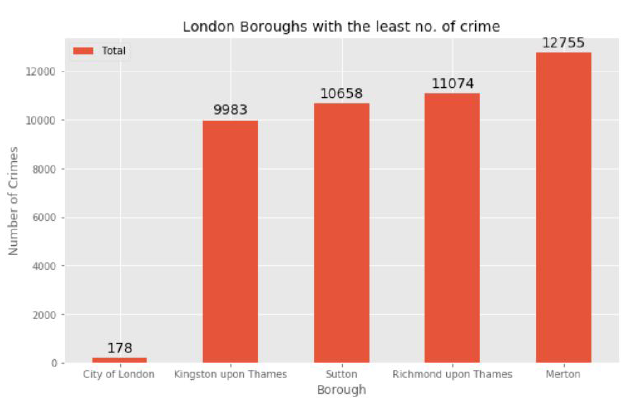 London Boroughs with the least no. of crime
Total
12755
11074
10658
9983
178
12000
10000
8000
6000
4000
2000
0
Number of Crimes
City of London
Kingston upon Thames
Sutton
Richmond upon Thames
Merton
Borough